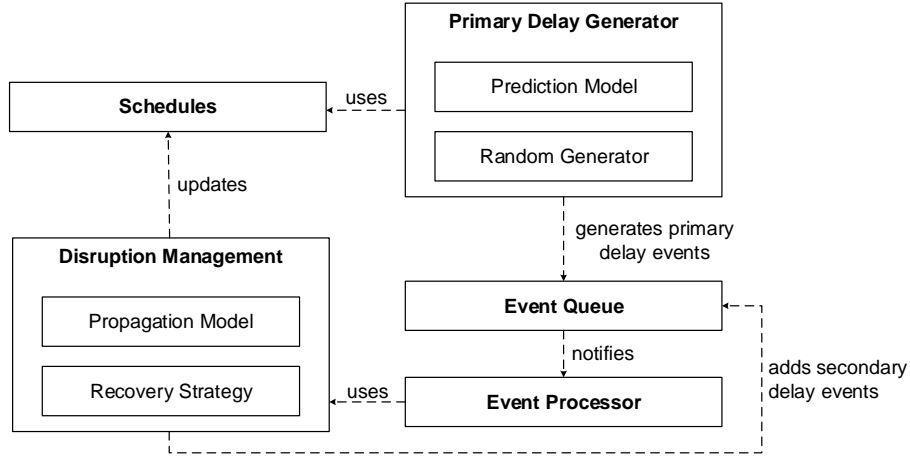 Primary Delay Generator
Prediction Model
Schedules
uses
Random Generator
updates
generates primary
delay events
Disruption Management
Propagation Model
Event Queue
notifies
Recovery Strategy
uses
Event Processor
adds secondary
delay events